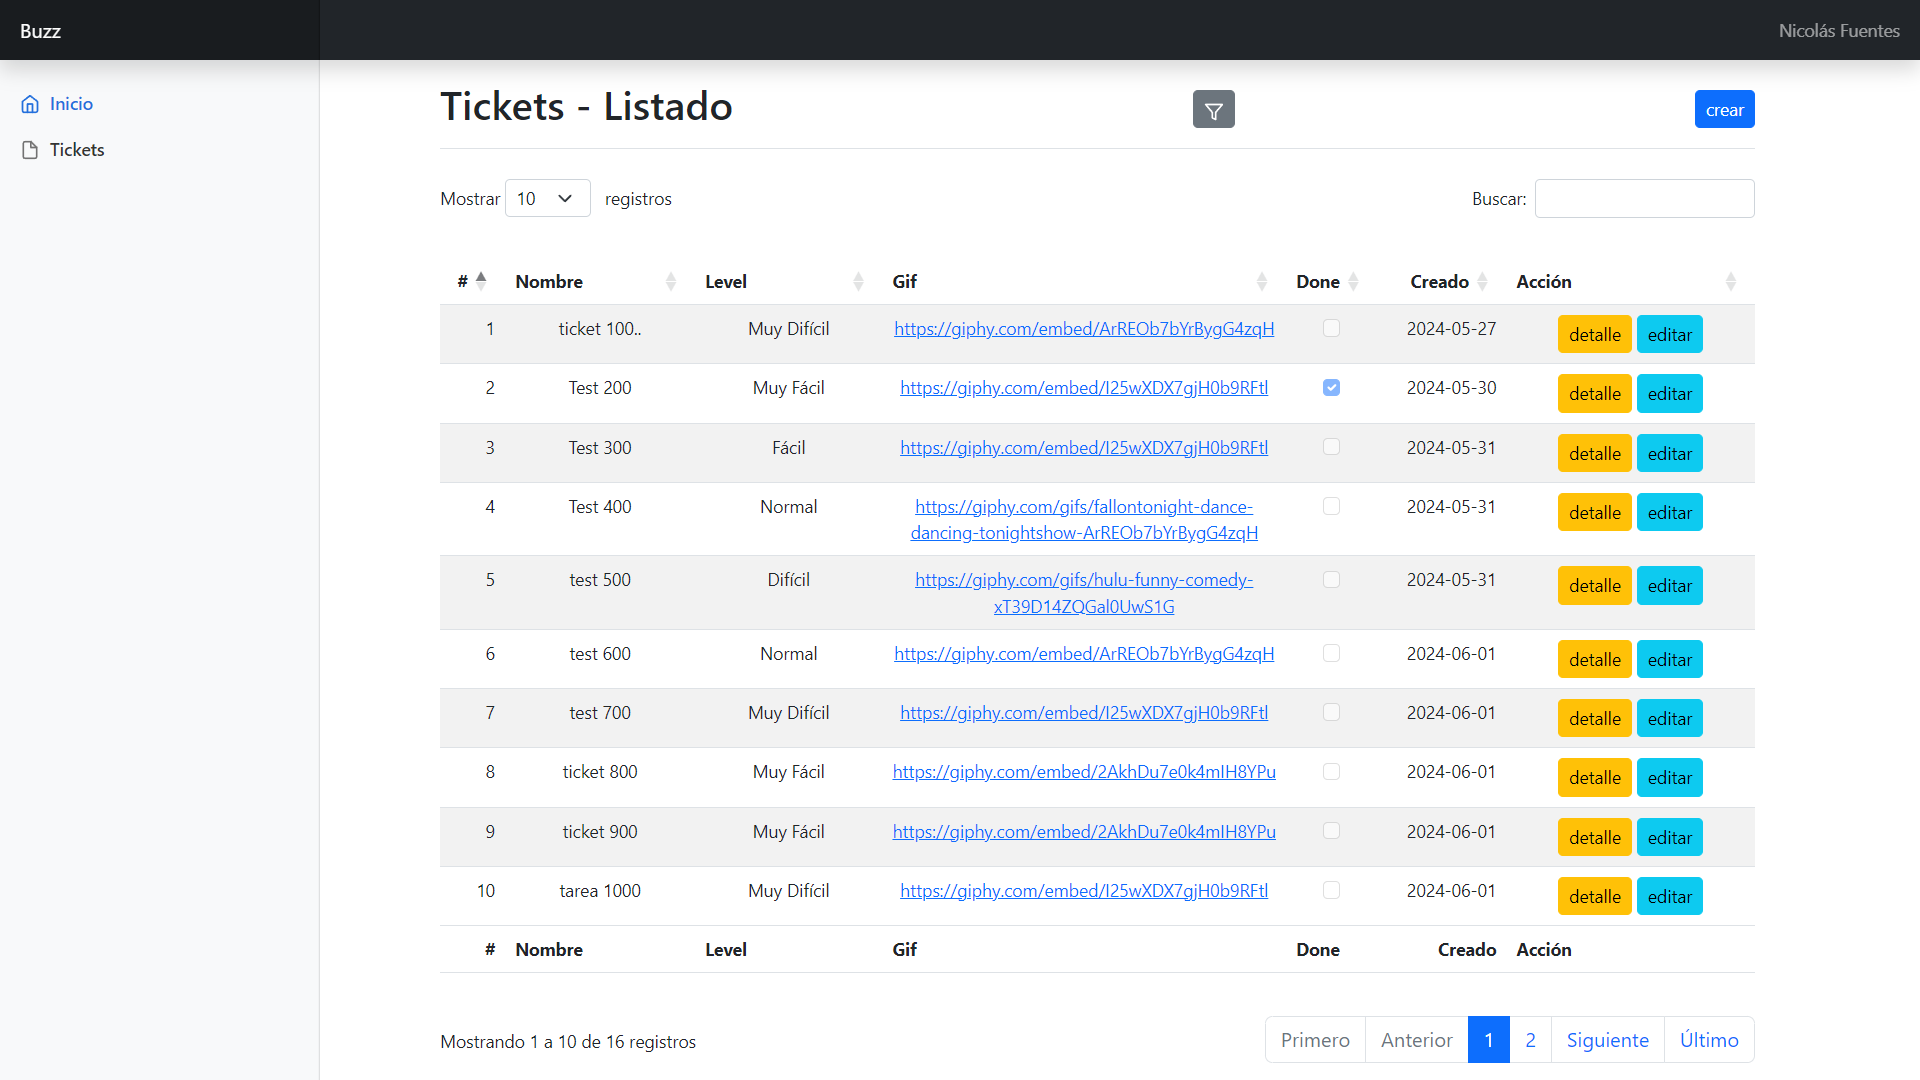 Buzz
Nicolás Fuentes
Inicio
Tickets
Tickets - Listado
crear
Mostrar 10 registros
Buscar:
# Nombre Level Gif Done Creado Acción
1 ticket 100.. Muy Difícil https://giphy.com/embed/ArREOb7bYrBygG4zqH 2024-05-27 detalle editar
2 Test 200 Muy Fácil https://giphy.com/embed/I25wXDX7gjH0b9RFtl 2024-05-30 detalle editar
3 Test 300 Fácil https://giphy.com/embed/I25wXDX7gjH0b9RFtl 2024-05-31 detalle editar
4 Test 400 Normal https://giphy.com/gifs/fallontonight-dance- 2024-05-31 detalle editar
dancing-tonightshow-ArREOb7bYrBygG4zqH
5 test 500 Difícil https://giphy.com/gifs/hulu-funny-comedy- 2024-05-31 detalle editar
xT39D14ZQGal0UwS1G
6 test 600 Normal https://giphy.com/embed/ArREOb7bYrBygG4zqH 2024-06-01 detalle editar
7 test 700 Muy Difícil https://giphy.com/embed/I25wXDX7gjH0b9RFtl 2024-06-01 detalle editar
8 ticket 800 Muy Fácil https://giphy.com/embed/2AkhDu7e0k4mIH8YPu 2024-06-01 detalle editar
9 ticket 900 Muy Fácil https://giphy.com/embed/2AkhDu7e0k4mIH8YPu 2024-06-01 detalle editar
10 tarea 1000 Muy Difícil https://giphy.com/embed/I25wXDX7gjH0b9RFtl 2024-06-01 detalle editar
# Nombre Level Gif Done Creado Acción
Mostrando 1 a 10 de 16 registros
Primero Anterior 1 2 Siguiente Último